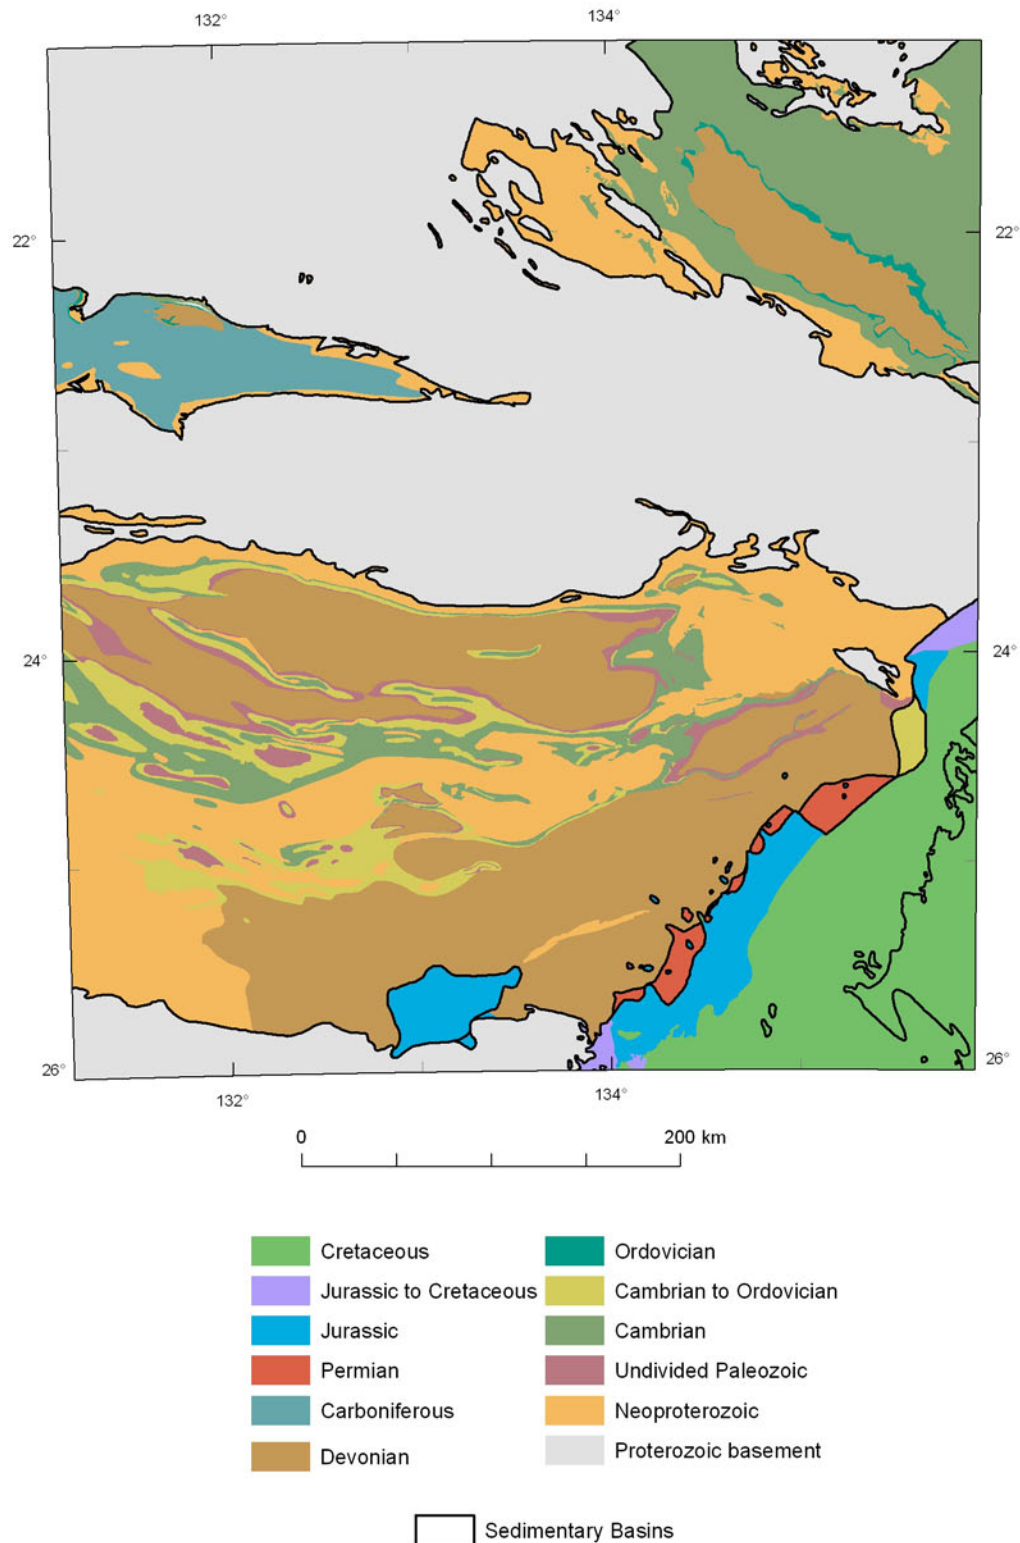 132° 134°
22° 22°
24° 24°
26° 26°
132° 134°
0 200 km
Cretaceous Ordovician
Jurassic to Cretaceous Cambrian to Ordovician
Jurassic Cambrian
Permian Undivided Paleozoic
Carboniferous Neoproterozoic
Devonian Proterozoic basement
Sedimentary Basins